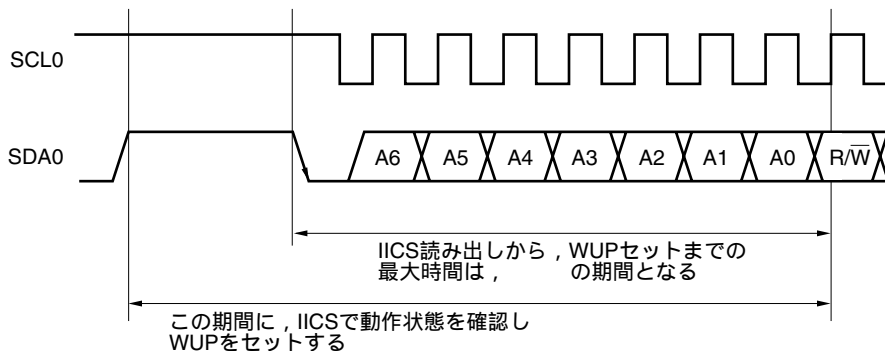 SCL0
SDA0
A6 A5 A4 A3 A2 A1 A0 R/W̅
IICS読み出しから，WUPセットまでの
最大時間は， の期間となる
この期間に，IICSで動作状態を確認し
WUPをセットする